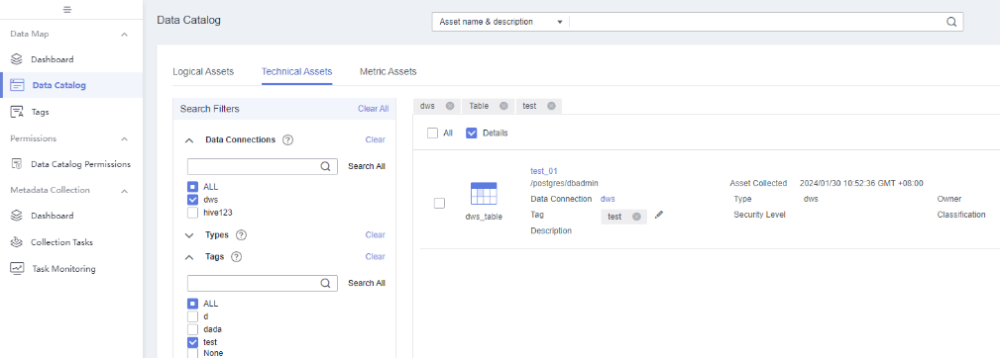 Data Map
Dashboard
Data Catalog
Tags
Permissions
Data Catalog Permissions
Metadata Collection
Dashboard
Collection Tasks
Task Monitoring
Data Catalog
Asset name & description
Logical Assets Technical Assets Metric Assets
Search Filters Clear All
Data Connections ? Clear
Search All
ALL
dws
hive123
Types ? Clear
Tags ? Clear
Search All
ALL
d
dada
test
None
dws Table test
All Details
dws_table
test_01
/postgres/dbadmin Asset Collected 2024/01/30 10:52:36 GMT +08:00
Data Connection dws Type dws Owner
Tag test Security Level Classification
Description